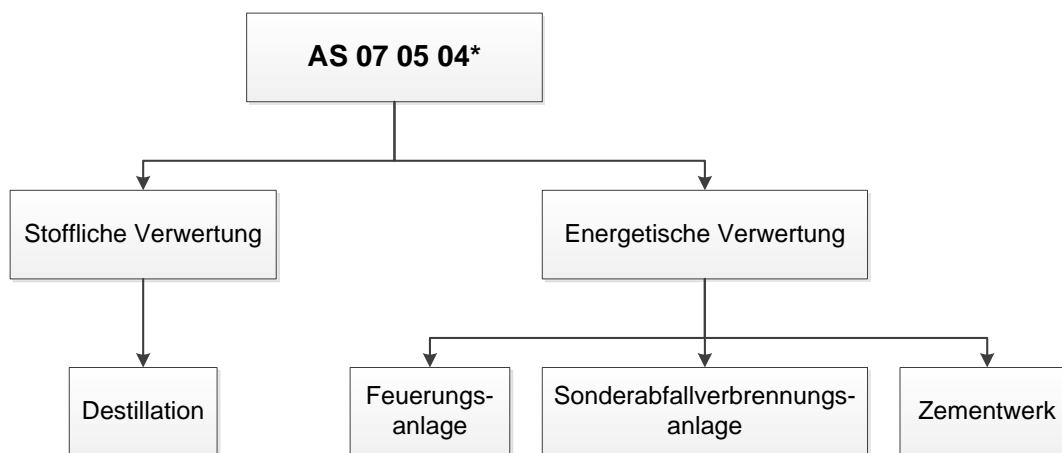 AS 07 05 04*
Stoffliche Verwertung
Energetische Verwertung
Destillation
Feuerungs-
anlage
Sonderabfallverbrennungs-
anlage
Zementwerk